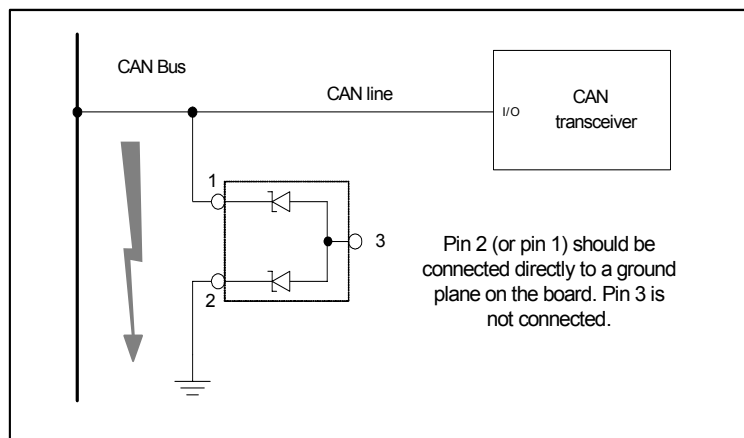 CAN Bus
CAN line
I/O
CAN
transceiver
1
3
2
Pin 2 (or pin 1) should be
connected directly to a ground
plane on the board. Pin 3 is
not connected.